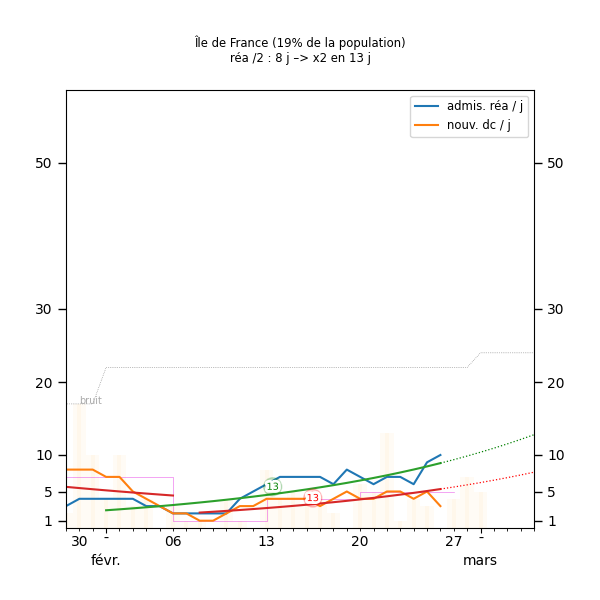 Île de France (19% de la population)
réa /2 : 8 j –> x2 en 13 j
admis. réa / j
nouv. dc / j
50 50
30 30
20 20
bruit
10 10
13
5 5
13
1 1
30 - 06 13 20 27 -
févr. mars